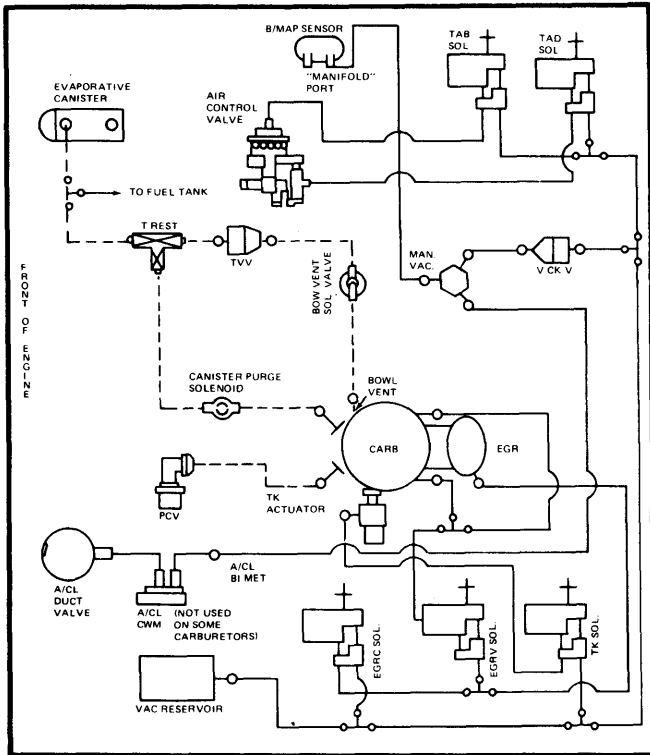 B/MAP SENSOR
"MANIFOLD"
PORT
TAB
SOL
TAD
SOL
EVAPORATIVE
CANISTER
AIR
CONTROL
VALVE
TO FUEL TANK
T REST
TVV
BOW VENT
SOL VALVE
MAN.
VAC.
V CK V
FRONT OF ENGINE
CANISTER PURGE
SOLENOID
BOWL
VENT
CARB
EGR
PCV
TK
ACTUATOR
A/CL
DUCT
VALVE
A/CL
CWM
(NOT USED
ON SOME
CARBURETORS)
A/CL
BI MET
EGRC SOL.
EGRV SOL.
TK SOL.
VAC RESERVOIR